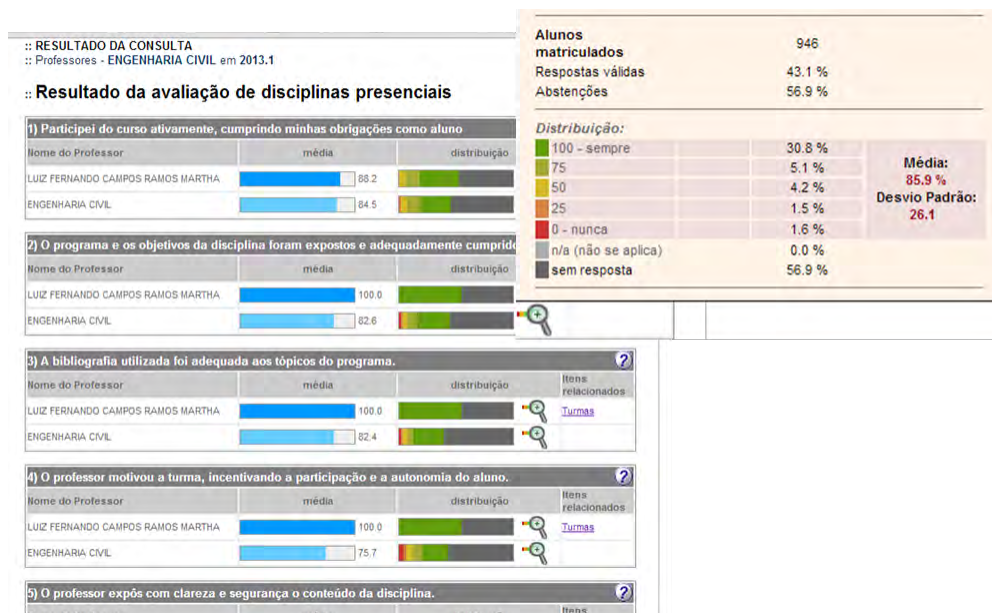 :: RESULTADO DA CONSULTA
:: Professores - ENGENHARIA CIVIL em 2013.1
:: Resultado da avaliação de disciplinas presenciais
1) Participei do curso ativamente, cumprindo minhas obrigações como aluno
Nome do Professor média distribuição
LUIZ FERNANDO CAMPOS RAMOS MARTHA 88.2
ENGENHARIA CIVIL 84.5
2) O programa e os objetivos da disciplina foram expostos e adequadamente cumprido
Nome do Professor média distribuição
LUIZ FERNANDO CAMPOS RAMOS MARTHA 100.0
ENGENHARIA CIVIL 82.6
3) A bibliografia utilizada foi adequada aos tópicos do programa. ?
Nome do Professor média distribuição Itens relacionados
LUIZ FERNANDO CAMPOS RAMOS MARTHA 100.0 Turmas
ENGENHARIA CIVIL 82.4
4) O professor motivou a turma, incentivando a participação e a autonomia do aluno. ?
Nome do Professor média distribuição Itens relacionados
LUIZ FERNANDO CAMPOS RAMOS MARTHA 100.0 Turmas
ENGENHARIA CIVIL 75.7
5) O professor expôs com clareza e segurança o conteúdo da disciplina. ?
Itens
Alunos
matriculados 946
Respostas válidas 43.1 %
Abstenções 56.9 %
Distribuição:
100 - sempre 30.8 %
75 5.1 %
50 4.2 %
25 1.5 %
0 - nunca 1.6 %
n/a (não se aplica) 0.0 %
sem resposta 56.9 %
Média:
85.9 %
Desvio Padrão:
26.1